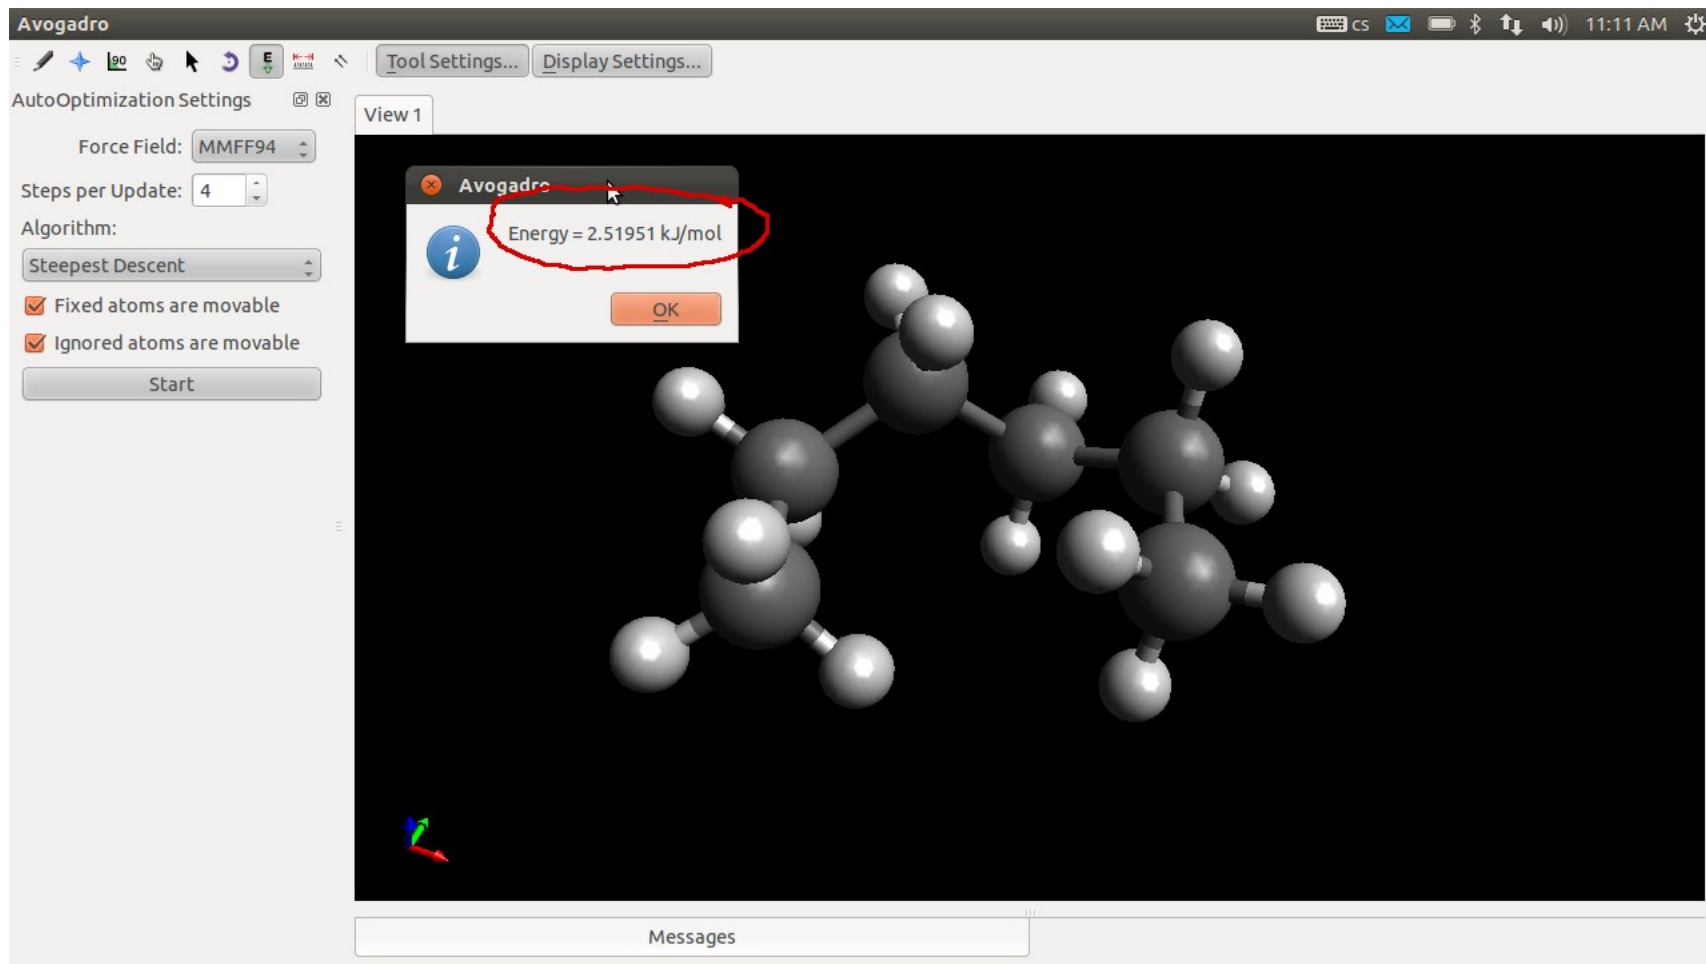 Avogadro
cs
11:11 AM
90
E
Tool Settings...
Display Settings...
AutoOptimization Settings
View 1
Force Field: MMFF94
Steps per Update: 4
Algorithm:
Steepest Descent
Fixed atoms are movable
Ignored atoms are movable
Start
Avogadro
i
Energy = 2.51951 kJ/mol
OK
Messages